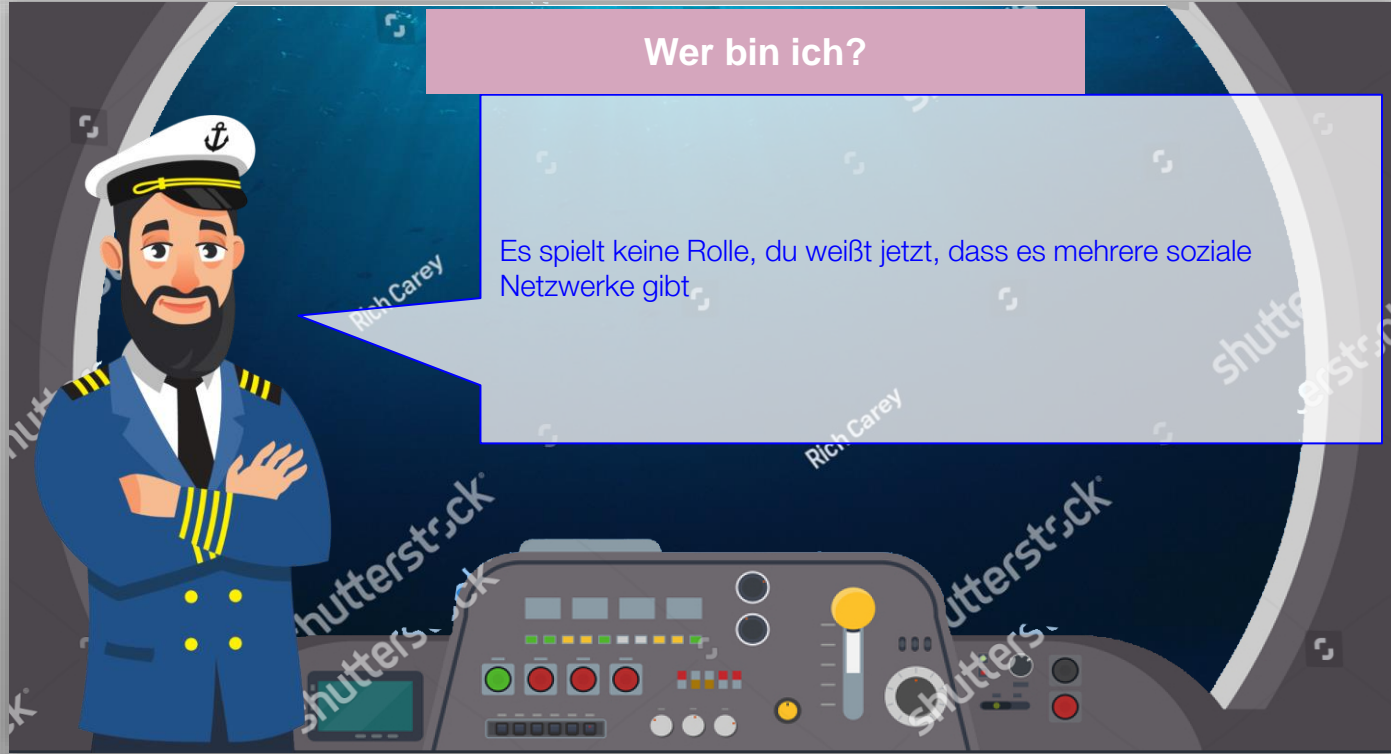 Wer bin ich?
Es spielt keine Rolle, du weißt jetzt, dass es mehrere soziale
Netzwerke gibt
Rich Carey
shutterstock
Rich Carey
shutterstock
shutterstock